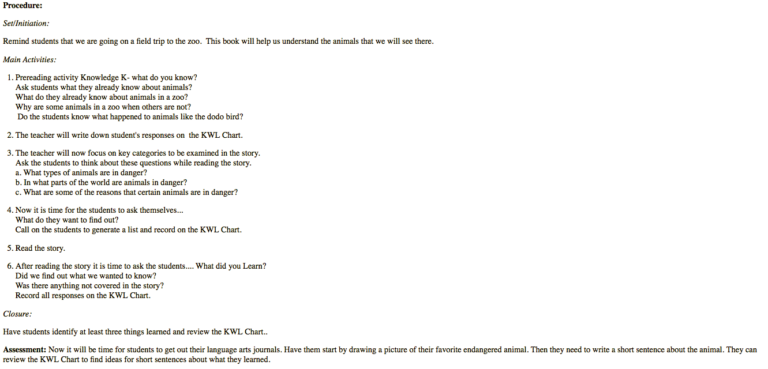 Procedure:
Set/Initiation:
Remind students that we are going on a field trip to the zoo.  This book will help us understand the animals that we will see there.
Main Activities:
1. Prereading activity Knowledge K- what do you know?
Ask students what they already know about animals?
What do they already know about animals in a zoo?
Why are some animals in a zoo when others are not?
Do the students know what happened to animals like the dodo bird?
2. The teacher will write down student's responses on  the KWL Chart.
3. The teacher will now focus on key categories to be examined in the story.
Ask the students to think about these questions while reading the story.
a. What types of animals are in danger?
b. In what parts of the world are animals in danger?
c. What are some of the reasons that certain animals are in danger?
4. Now it is time for the students to ask themselves...
What do they want to find out?
Call on the students to generate a list and record on the KWL Chart.
5. Read the story.
6. After reading the story it is time to ask the students.... What did you Learn?
Did we find out what we wanted to know?
Was there anything not covered in the story?
Record all responses on the KWL Chart.
Closure:
Have students identify at least three things learned and review the KWL Chart..
Assessment: Now it will be time for students to get out their language arts journals. Have them start by drawing a picture of their favorite endangered animal. Then they need to write a short sentence about the animal. They can
review the KWL Chart to find ideas for short sentences about what they learned.